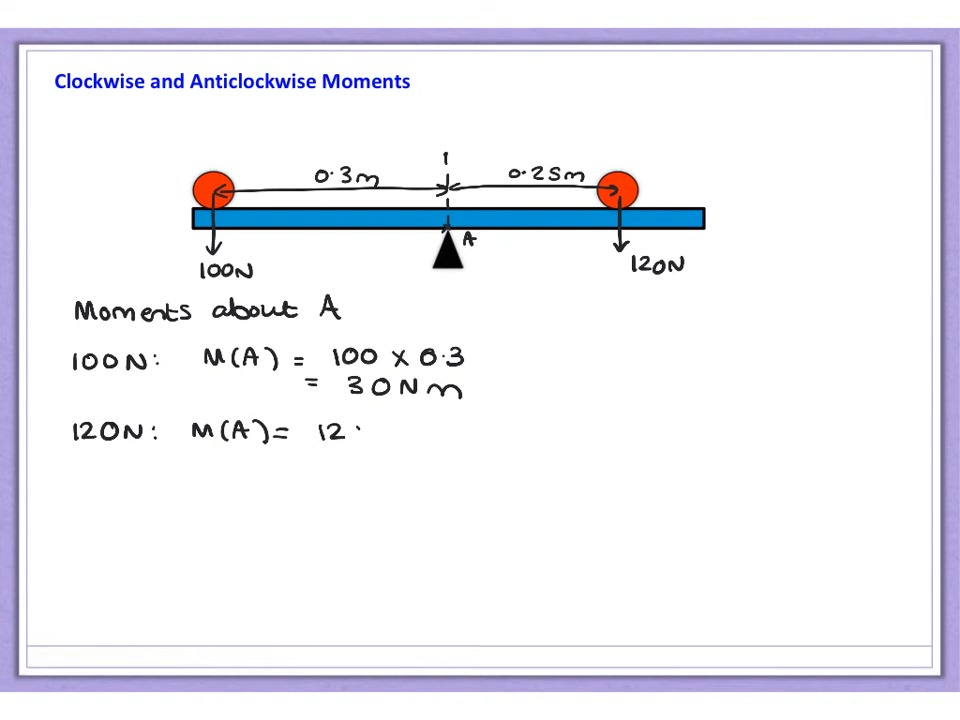 Clockwise and Anticlockwise Moments
0.3m
0.25m
A
100N
120N
Moments about A
100N: M(A) = 100 x 0.3
= 30Nm
120N: M(A) = 12